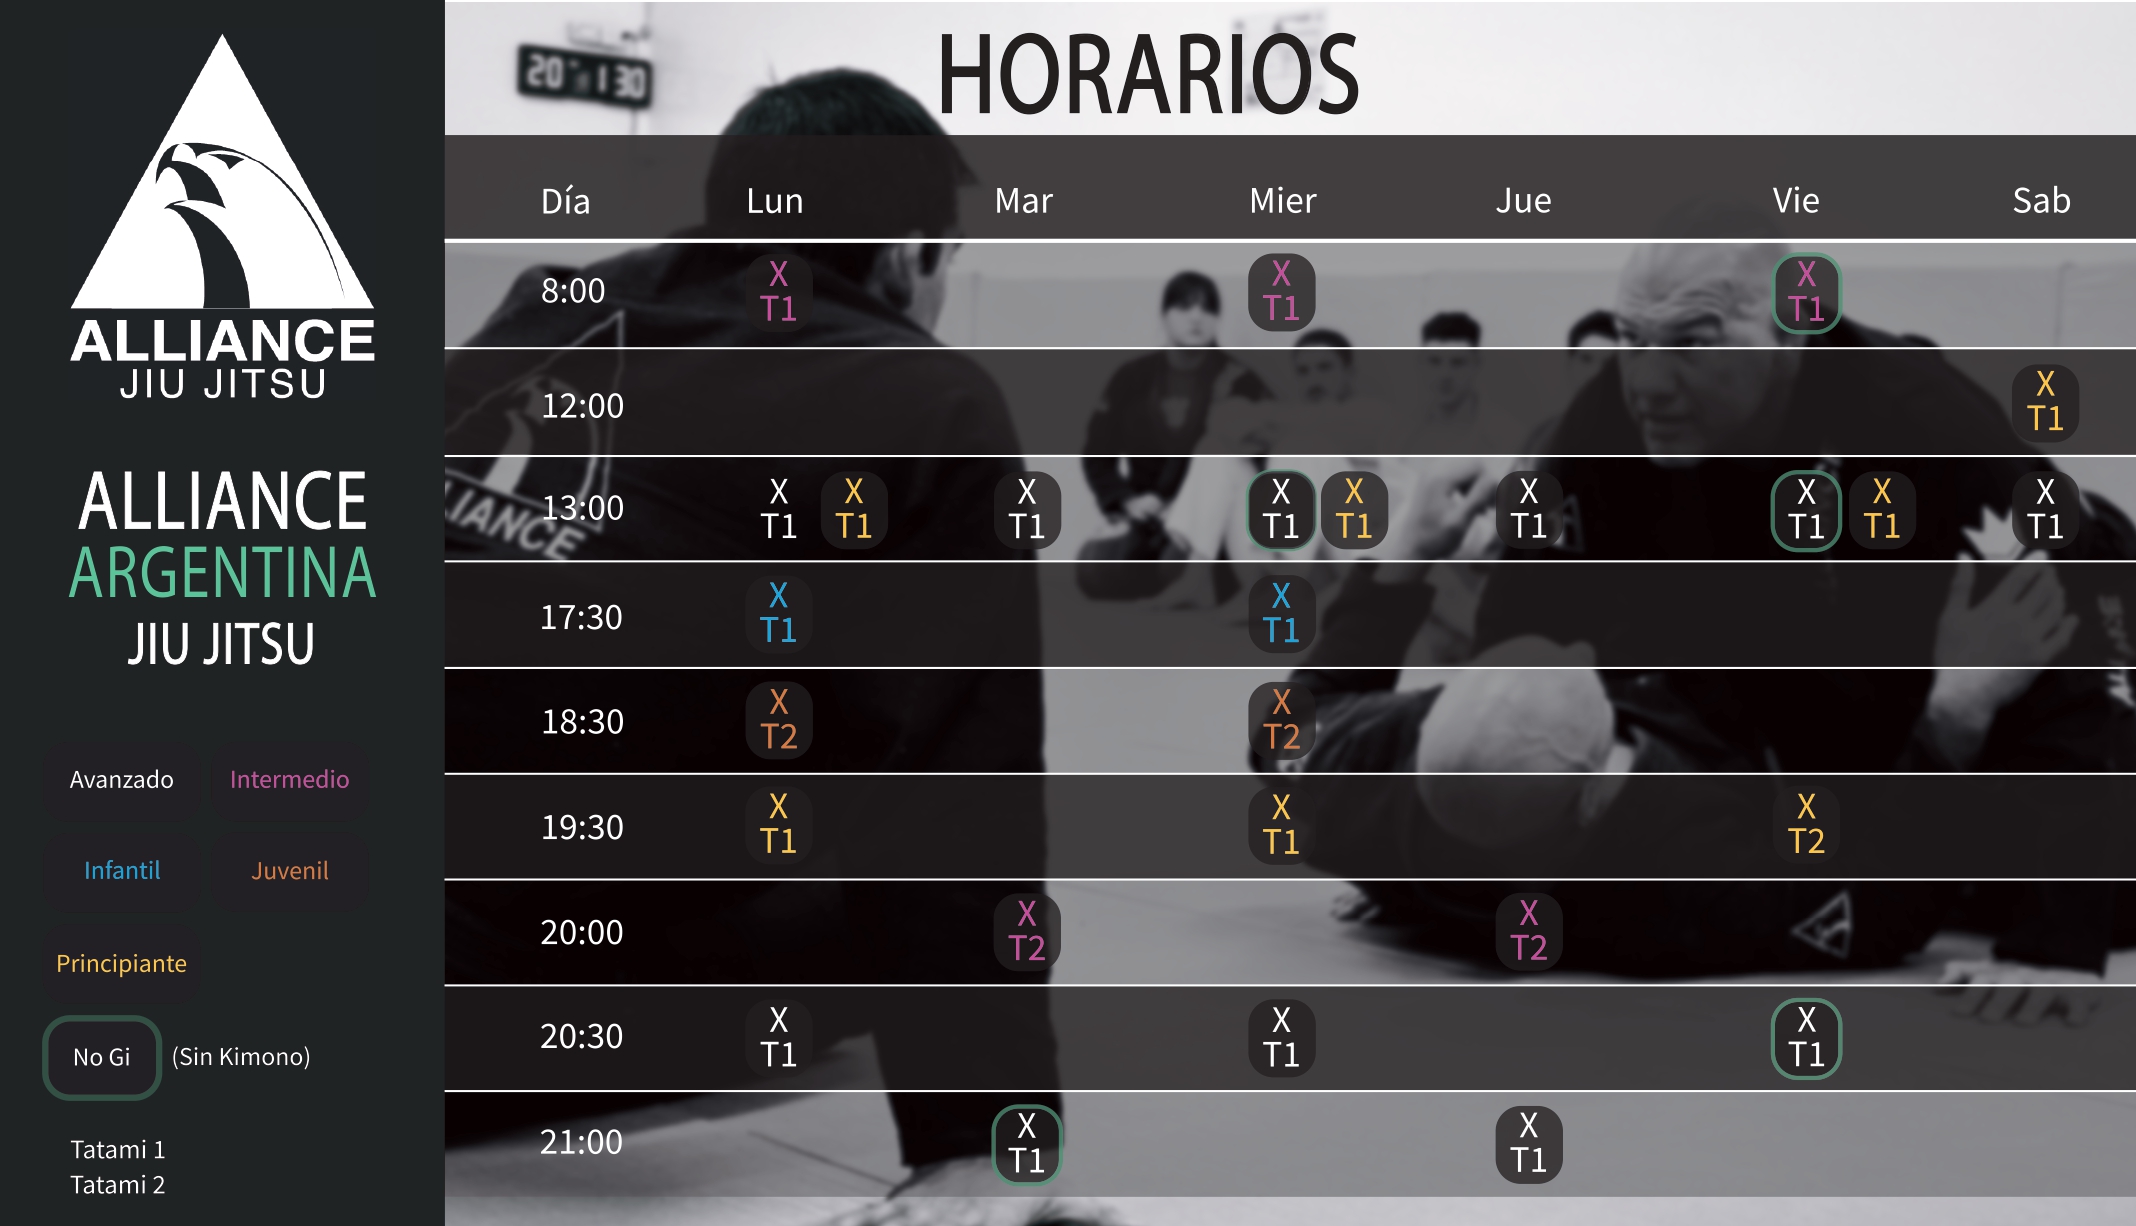 ALLIANCE
JIU JITSU
ALLIANCE
ARGENTINA
JIU JITSU
Avanzado Intermedio
Infantil Juvenil
Principiante
No Gi (Sin Kimono)
Tatami 1
Tatami 2
HORARIOS
Día Lun Mar Mier Jue Vie Sab
8:00 X T1 X T1 X T1
12:00 X T1
13:00 X T1 X T1 X T1 X T1 X T1 X T1 X T1 X T1 X T1
17:30 X T1 X T1
18:30 X T2 X T2
19:30 X T1 X T1 X T2
20:00 X T2 X T2
20:30 X T1 X T1 X T1
21:00 X T1 X T1
LIANCE